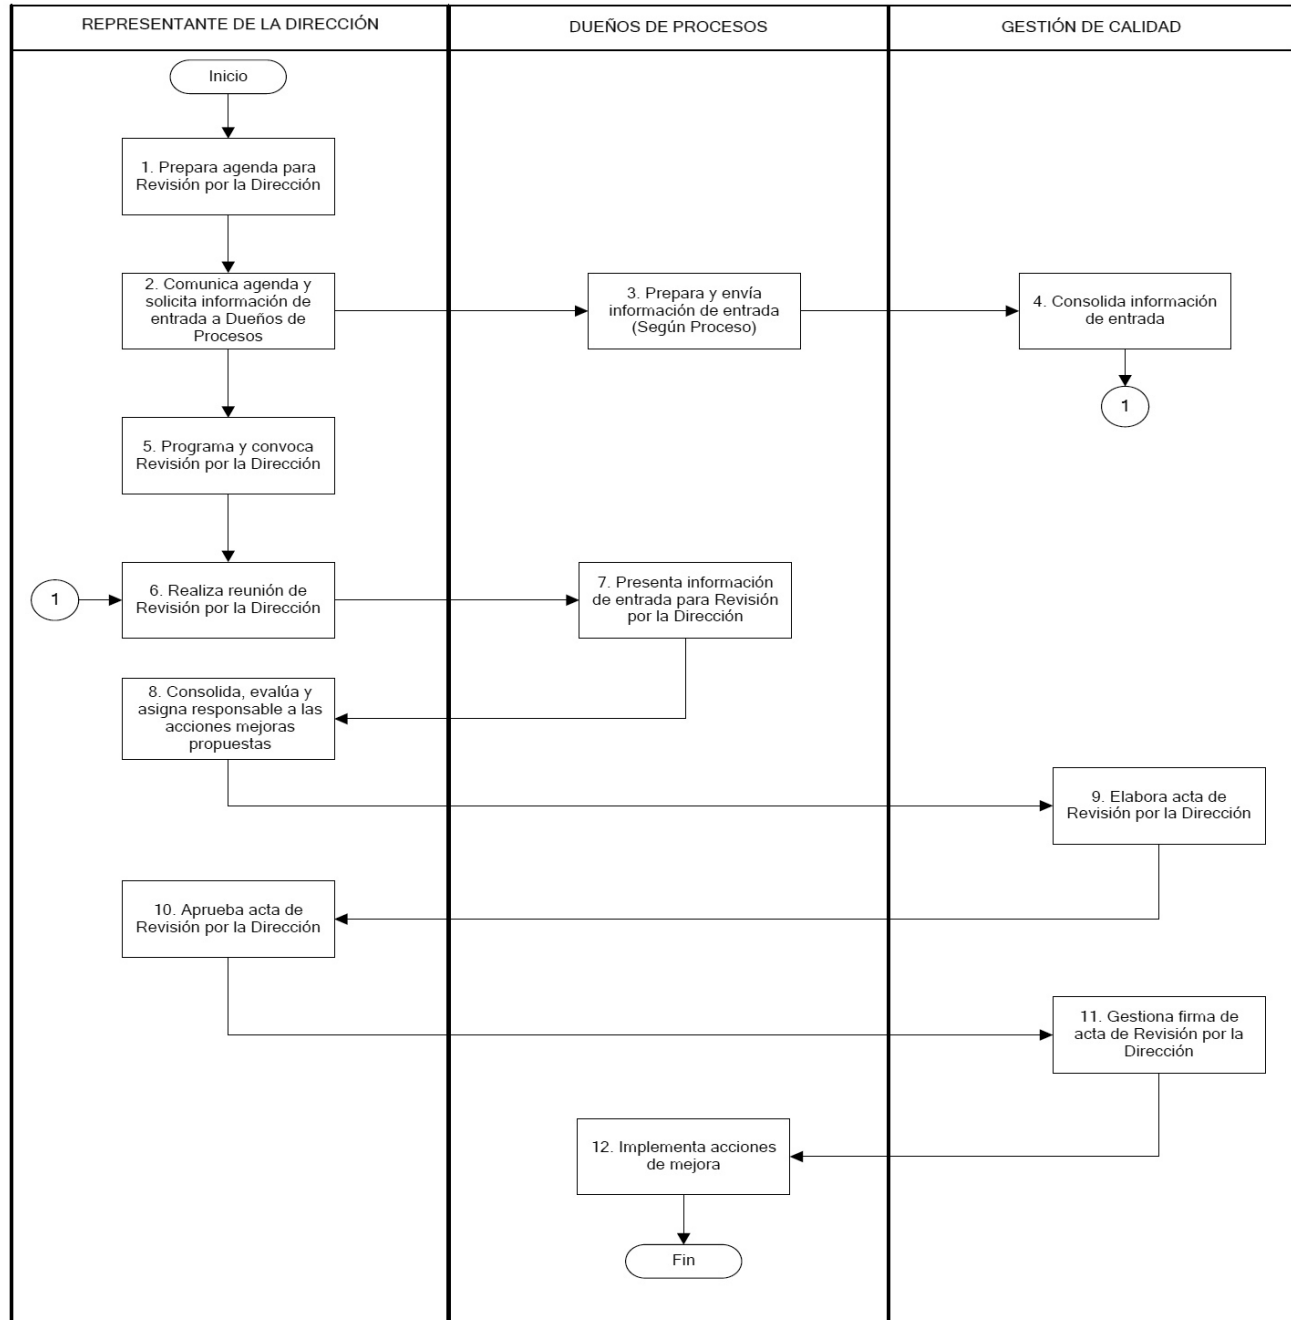 REPRESENTANTE DE LA DIRECCIÓN
DUEÑOS DE PROCESOS
GESTIÓN DE CALIDAD
Inicio
1. Prepara agenda para
Revisión por la Dirección
2. Comunica agenda y
solicita información de
entrada a Dueños de
Procesos
3. Prepara y envía
información de entrada
(Según Proceso)
4. Consolida información
de entrada
1
5. Programa y convoca
Revisión por la Dirección
1
6. Realiza reunión de
Revisión por la Dirección
7. Presenta información
de entrada para Revisión
por la Dirección
8. Consolida, evalúa y
asigna responsable a las
acciones mejoras
propuestas
9. Elabora acta de
Revisión por la Dirección
10. Aprueba acta de
Revisión por la Dirección
11. Gestiona firma de
acta de Revisión por la
Dirección
12. Implementa acciones
de mejora
Fin